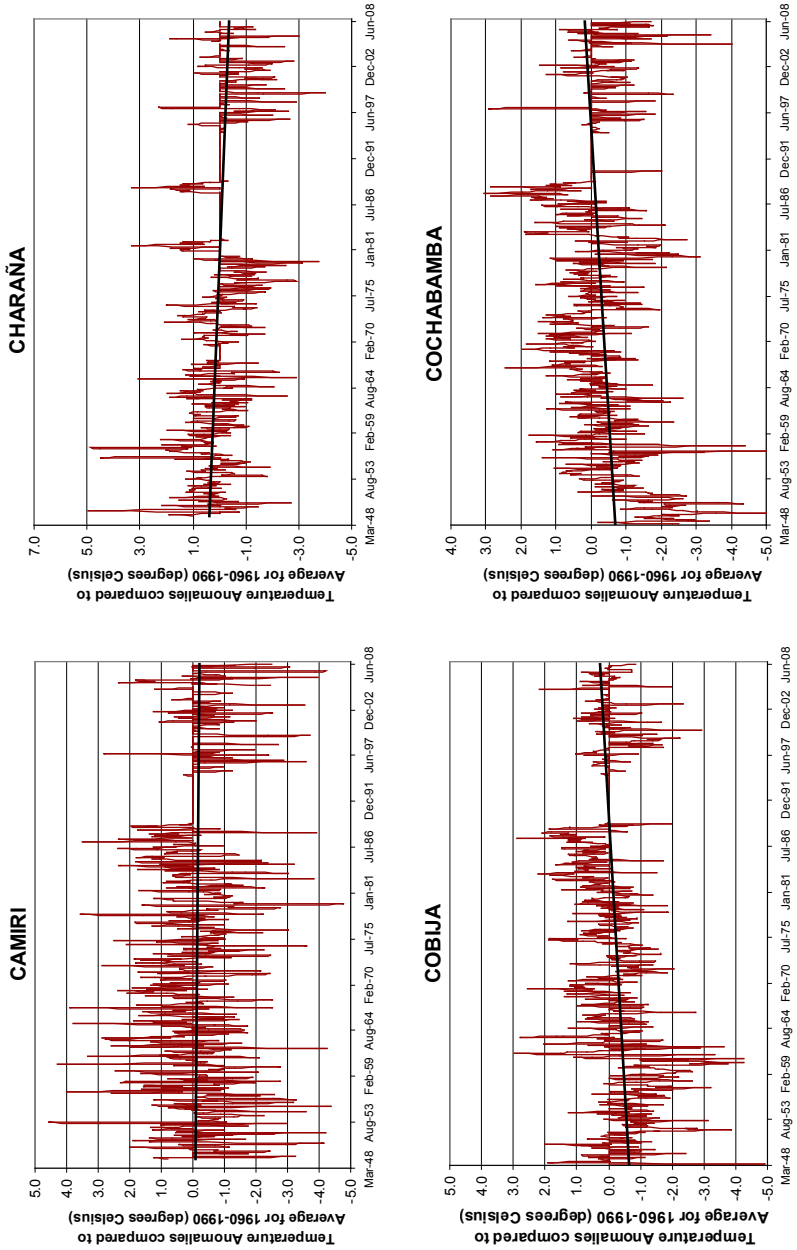 CAMIRI
Temperature Anomalies compared to
Average for 1960-1990 (degrees Celsius)
5.0
4.0
3.0
2.0
1.0
0.0
-1.0
-2.0
-3.0
-4.0
-5.0
Mar-48 Aug-53 Feb-59 Aug-64 Feb-70 Jul-75 Jan-81 Jul-86 Dec-91 Jun-97 Dec-02 Jun-08
CHARAÑA
Temperature Anomalies compared to
Average for 1960-1990 (degrees Celsius)
7.0
5.0
3.0
1.0
-1.0
-3.0
-5.0
Mar-48 Aug-53 Feb-59 Aug-64 Feb-70 Jul-75 Jan-81 Jul-86 Dec-91 Jun-97 Dec-02 Jun-08
COBIJA
Temperature Anomalies compared to
Average for 1960-1990 (degrees Celsius)
5.0
4.0
3.0
2.0
1.0
0.0
-1.0
-2.0
-3.0
-4.0
-5.0
Mar-48 Aug-53 Feb-59 Aug-64 Feb-70 Jul-75 Jan-81 Jul-86 Dec-91 Jun-97 Dec-02 Jun-08
COCHABAMBA
Temperature Anomalies compared to
Average for 1960-1990 (degrees Celsius)
4.0
3.0
2.0
1.0
0.0
-1.0
-2.0
-3.0
-4.0
-5.0
Mar-48 Aug-53 Feb-59 Aug-64 Feb-70 Jul-75 Jan-81 Jul-86 Dec-91 Jun-97 Dec-02 Jun-08